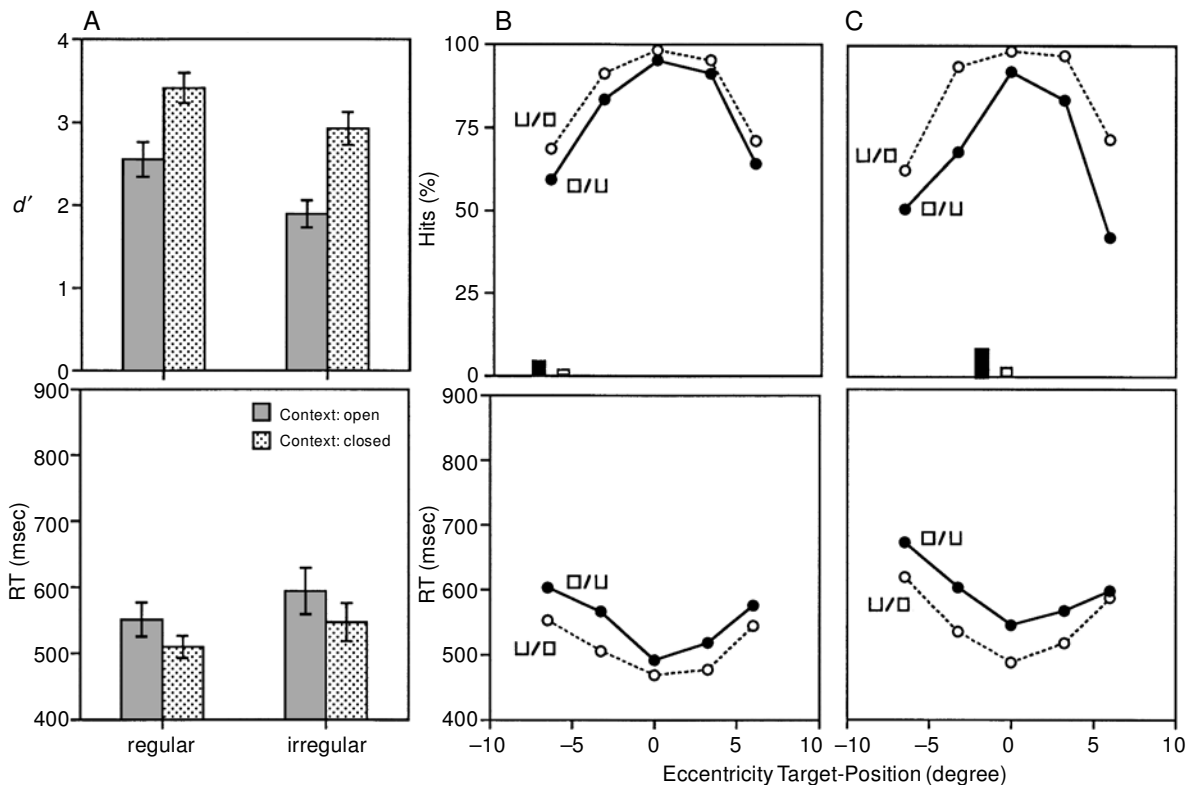 A
B
C
4
3
d′
2
1
0
100
75
Hits (%)
50
25
0
900
800
700
RT (msec)
600
500
400
Context: open
Context: closed
regular
irregular
900
800
700
RT (msec)
600
500
400
−10
−5
0
5
10
−10
−5
0
5
10
Eccentricity Target-Position (degree)